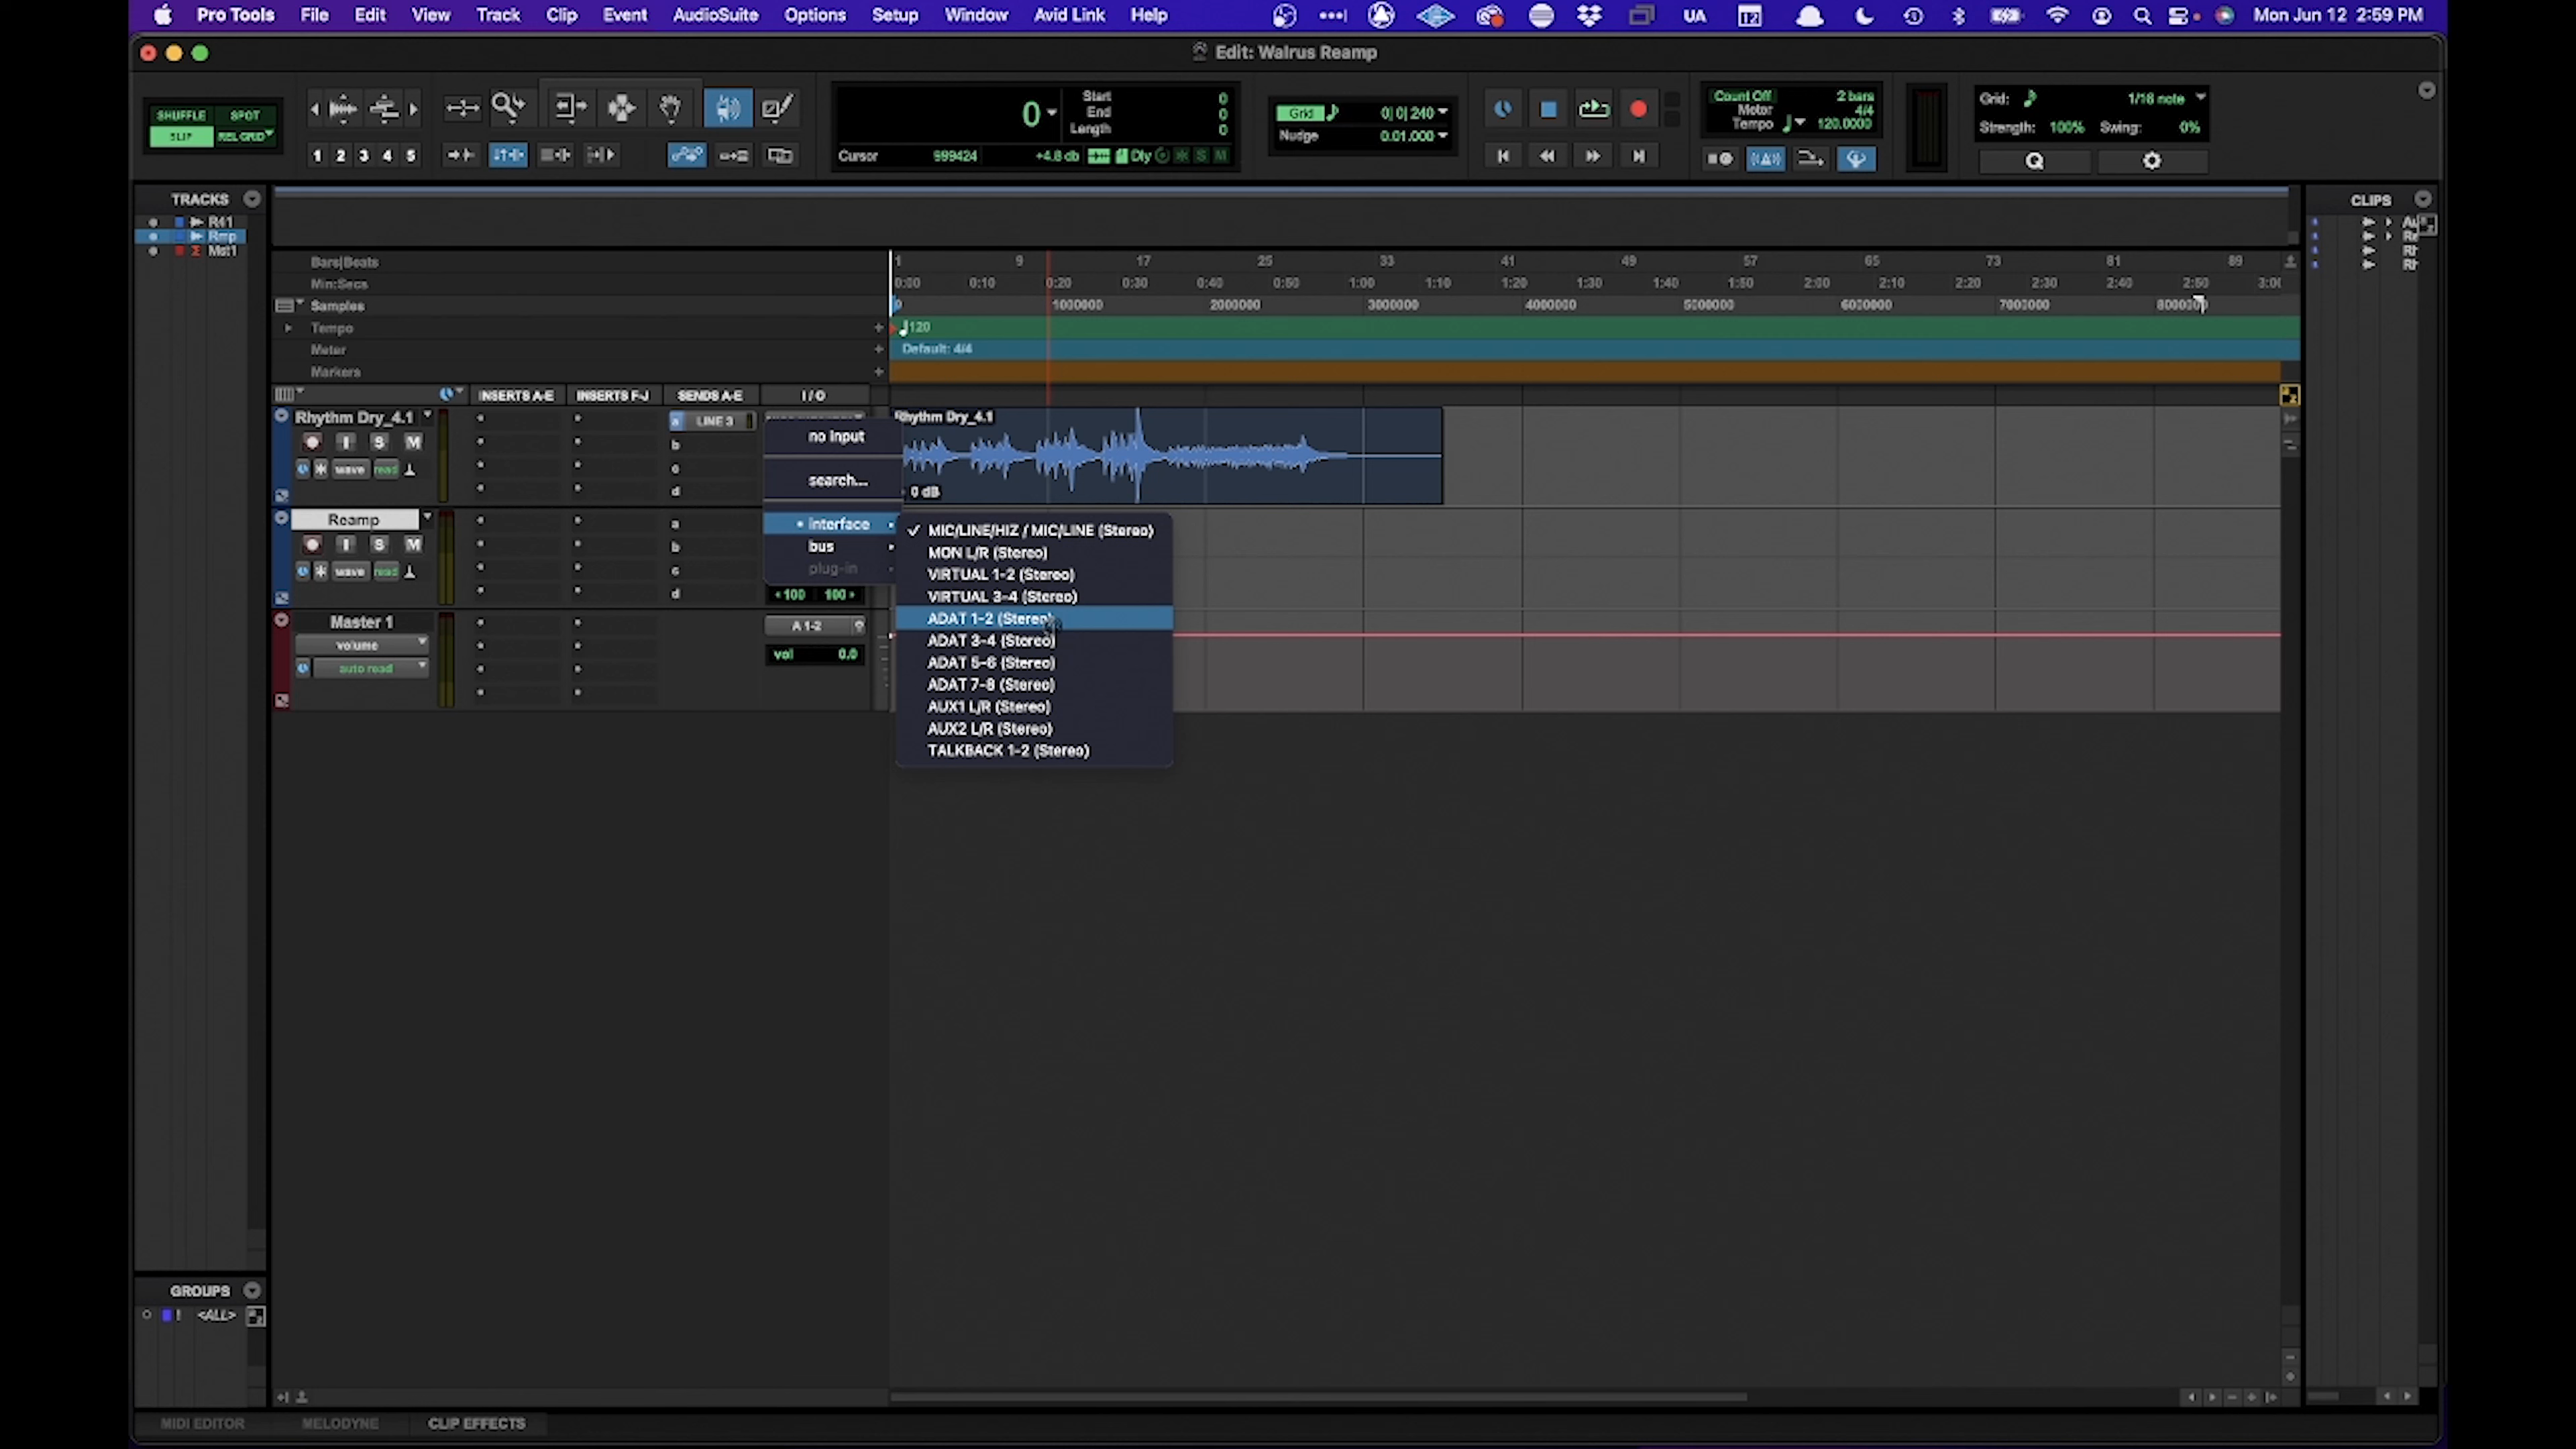 Pro Tools File Edit View Track Clip Event AudioSuite Options Setup Window Avid Link Help UA 12 Mon Jun 12 2:59 PM
Edit: Walrus Reamp
SHUFFLE SPOT
SLIP REL GRID
1 2 3 4 5
0
Start 0
End 0
Length 0
Cursor 999424 +4.8 db Dly S M
Grid 0| 0| 240
Nudge 0:01.000
Count Off 2 bars
Meter 4/4
Tempo 120.0000
Grid: 1/16 note
Strength: 100% Swing: 0%
Q
TRACKS
R41
Rmp
Mst1
CLIPS
Bars|Beats 1 9 17 25 33 41 49 57 65 73 81 89
Min:Secs 0:00 0:10 0:20 0:30 0:40 0:50 1:00 1:10 1:20 1:30 1:40 1:50 2:00 2:10 2:20 2:30 2:40 2:50
Samples 0 1000000 2000000 3000000 4000000 5000000 6000000 7000000 8000000
Tempo + 120
Meter + Default: 4/4
Markers +
INSERTS A-E INSERTS F-J SENDS A-E I / O
Rhythm Dry_4.1
I S M
wave read
a LINE 3
b
c
d
Rhythm Dry_4.1
0 dB
no input
search...
interface
bus
plug-in
Reamp
I S M
wave read
a
b
c
d
100 100
MIC/LINE/HIZ / MIC/LINE (Stereo)
MON L/R (Stereo)
VIRTUAL 1-2 (Stereo)
VIRTUAL 3-4 (Stereo)
ADAT 1-2 (Stereo)
ADAT 3-4 (Stereo)
ADAT 5-6 (Stereo)
ADAT 7-8 (Stereo)
AUX1 L/R (Stereo)
AUX2 L/R (Stereo)
TALKBACK 1-2 (Stereo)
Master 1
volume
auto read
A 1-2
vol 0.0
GROUPS
! <ALL>
MIDI EDITOR MELODYNE CLIP EFFECTS